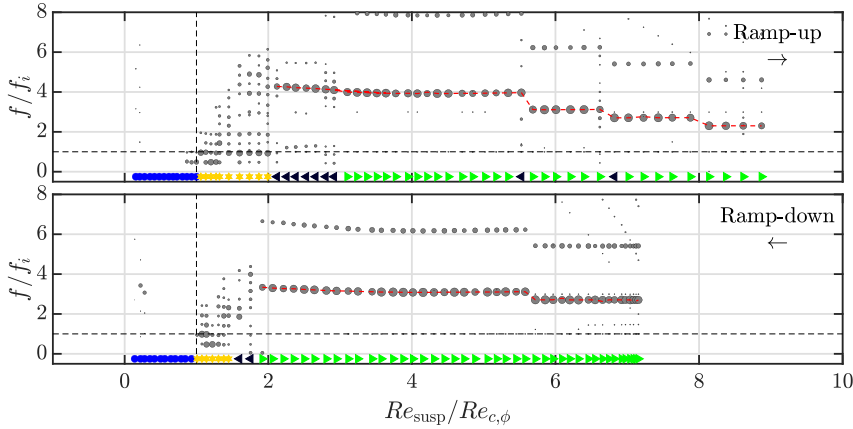 8
Ramp-up
→
6
f/f_i
4
2
0
8
Ramp-down
←
6
f/f_i
4
2
0
0 2 4 6 8 10
Re_susp/Re_c,ϕ